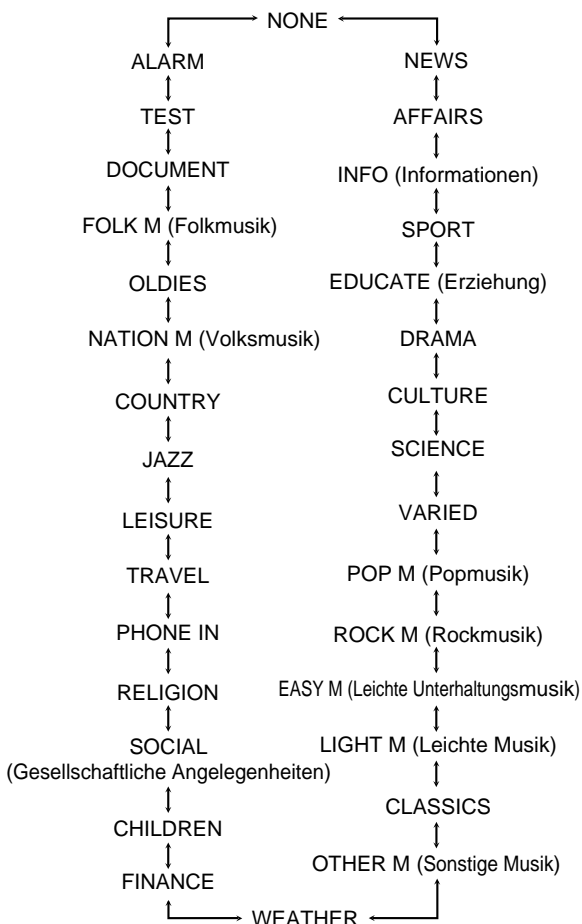 NONE
ALARM
TEST
DOCUMENT
FOLK M (Folkmusik)
OLDIES
NATION M (Volksmusik)
COUNTRY
JAZZ
LEISURE
TRAVEL
PHONE IN
RELIGION
SOCIAL
(Gesellschaftliche Angelegenheiten)
CHILDREN
FINANCE
NEWS
AFFAIRS
INFO (Informationen)
SPORT
EDUCATE (Erziehung)
DRAMA
CULTURE
SCIENCE
VARIED
POP M (Popmusik)
ROCK M (Rockmusik)
EASY M (Leichte Unterhaltungsmusik)
LIGHT M (Leichte Musik)
CLASSICS
OTHER M (Sonstige Musik)
WEATHER